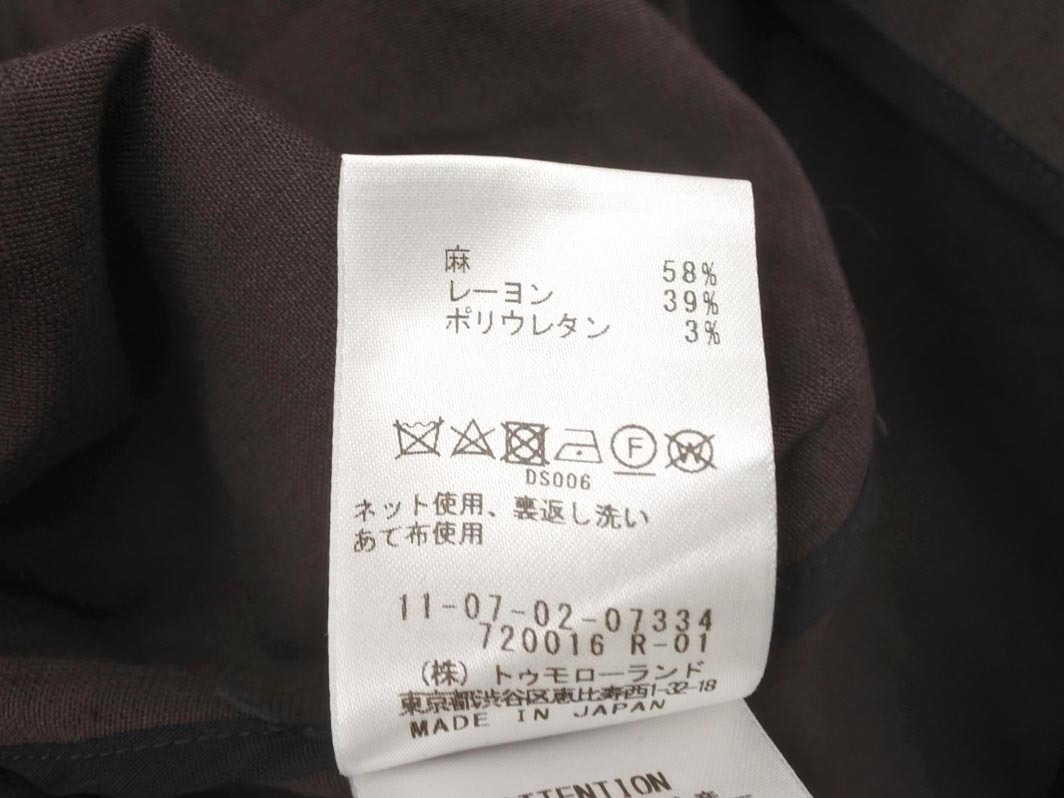 麻 58%
レーヨン 39%
ポリウレタン 3%
F W
DS006
ネット使用、裏返し洗い
あて布使用
11-07-02-07334
720016 R-01
(株)トゥモローランド
東京都渋谷区恵比寿西1-32-18
MADE IN JAPAN
ATTENTION